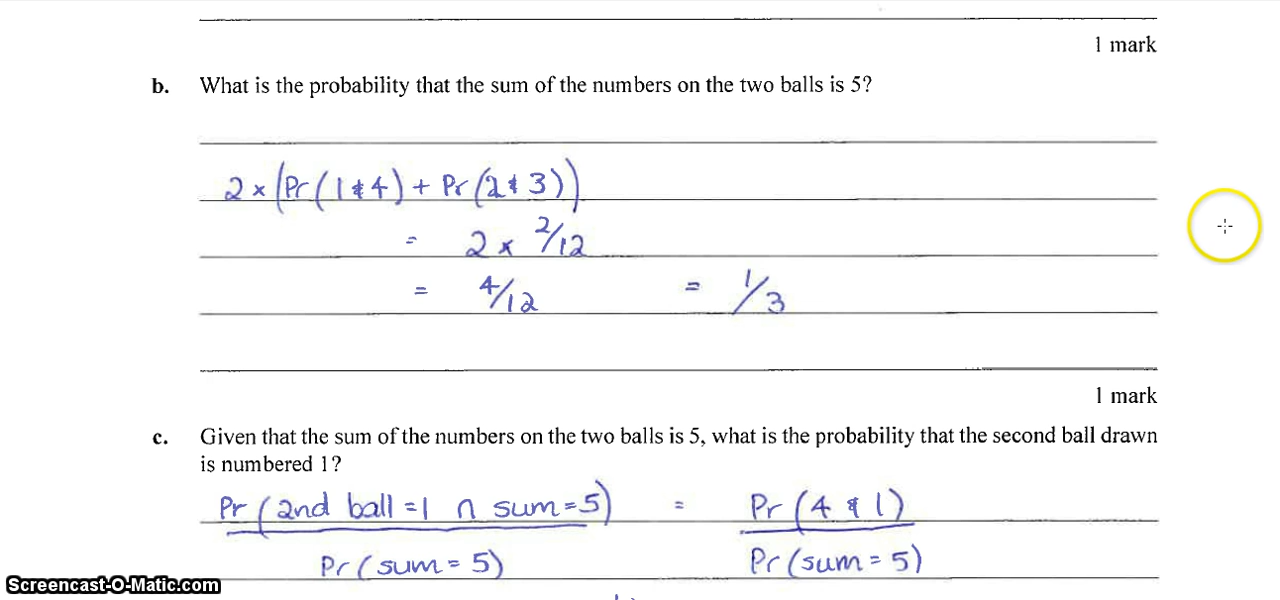 1 mark
b. What is the probability that the sum of the numbers on the two balls is 5?
2 × (Pr(1 & 4) + Pr(2 & 3))
= 2 × 2/12
= 4/12 = 1/3
1 mark
c. Given that the sum of the numbers on the two balls is 5, what is the probability that the second ball drawn
is numbered 1?
Pr(2nd ball = 1 ∩ sum = 5) = Pr(4 & 1)
Pr(sum = 5) Pr(sum = 5)
Screencast-O-Matic.com